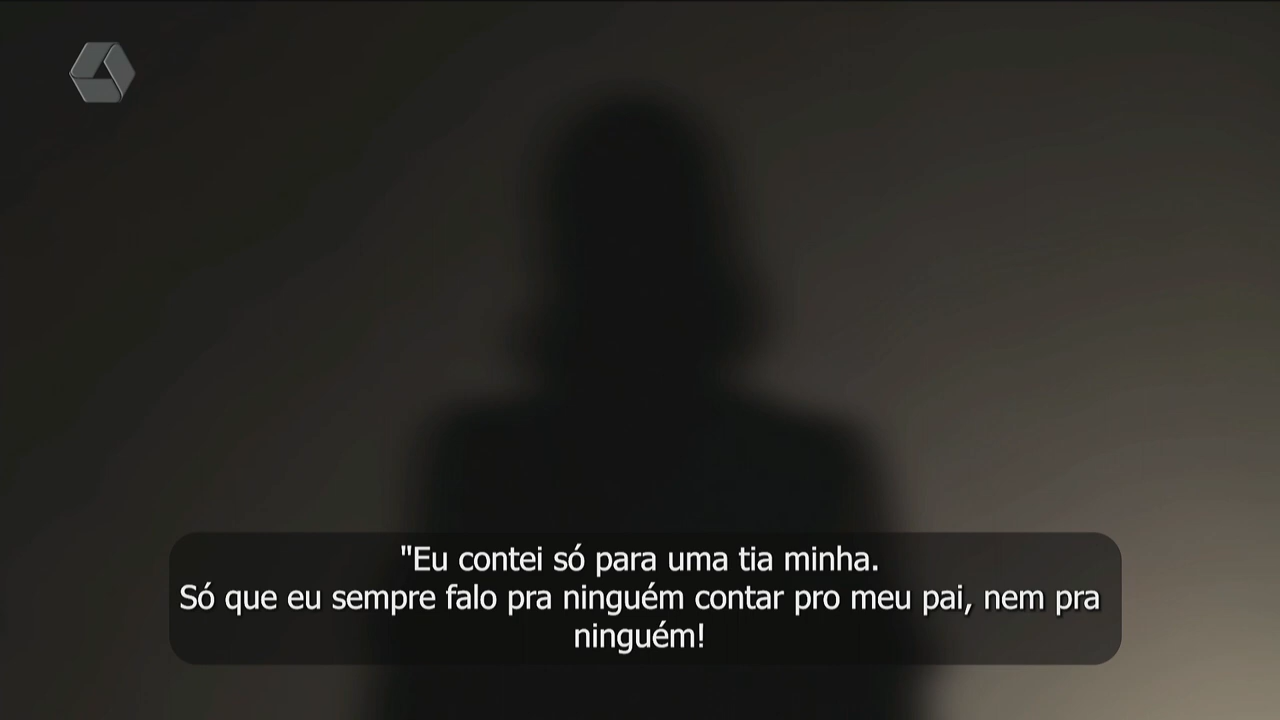 "Eu contei só para uma tia minha.
Só que eu sempre falo pra ninguém contar pro meu pai, nem pra
ninguém!